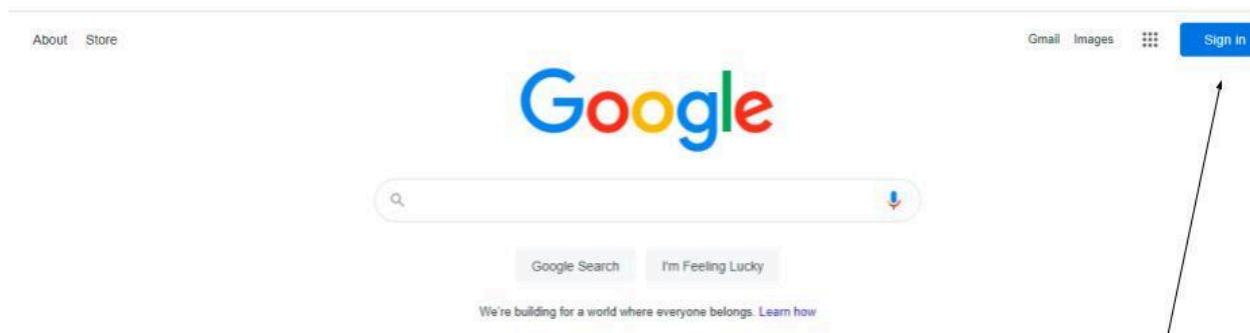 About Store Gmail Images Sign in
Google
Google Search I'm Feeling Lucky
We're building for a world where everyone belongs. Learn how